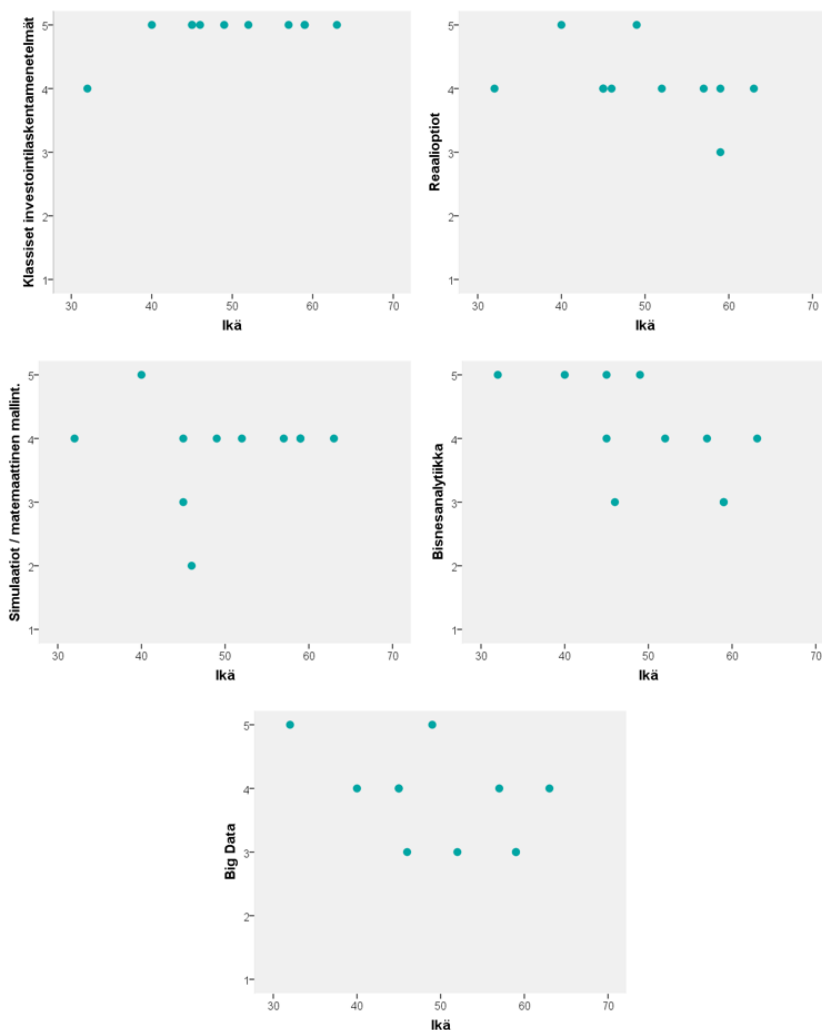 Klassiset investointilaskentamenetelmät
5
4
3
2
1
30 40 50 60 70
Ikä
Reaalioptiot
5
4
3
2
1
30 40 50 60 70
Ikä
Simulaatiot / matemaattinen mallint.
5
4
3
2
1
30 40 50 60 70
Ikä
Bisnesanalytiikka
5
4
3
2
1
30 40 50 60 70
Ikä
Big Data
5
4
3
2
1
30 40 50 60 70
Ikä